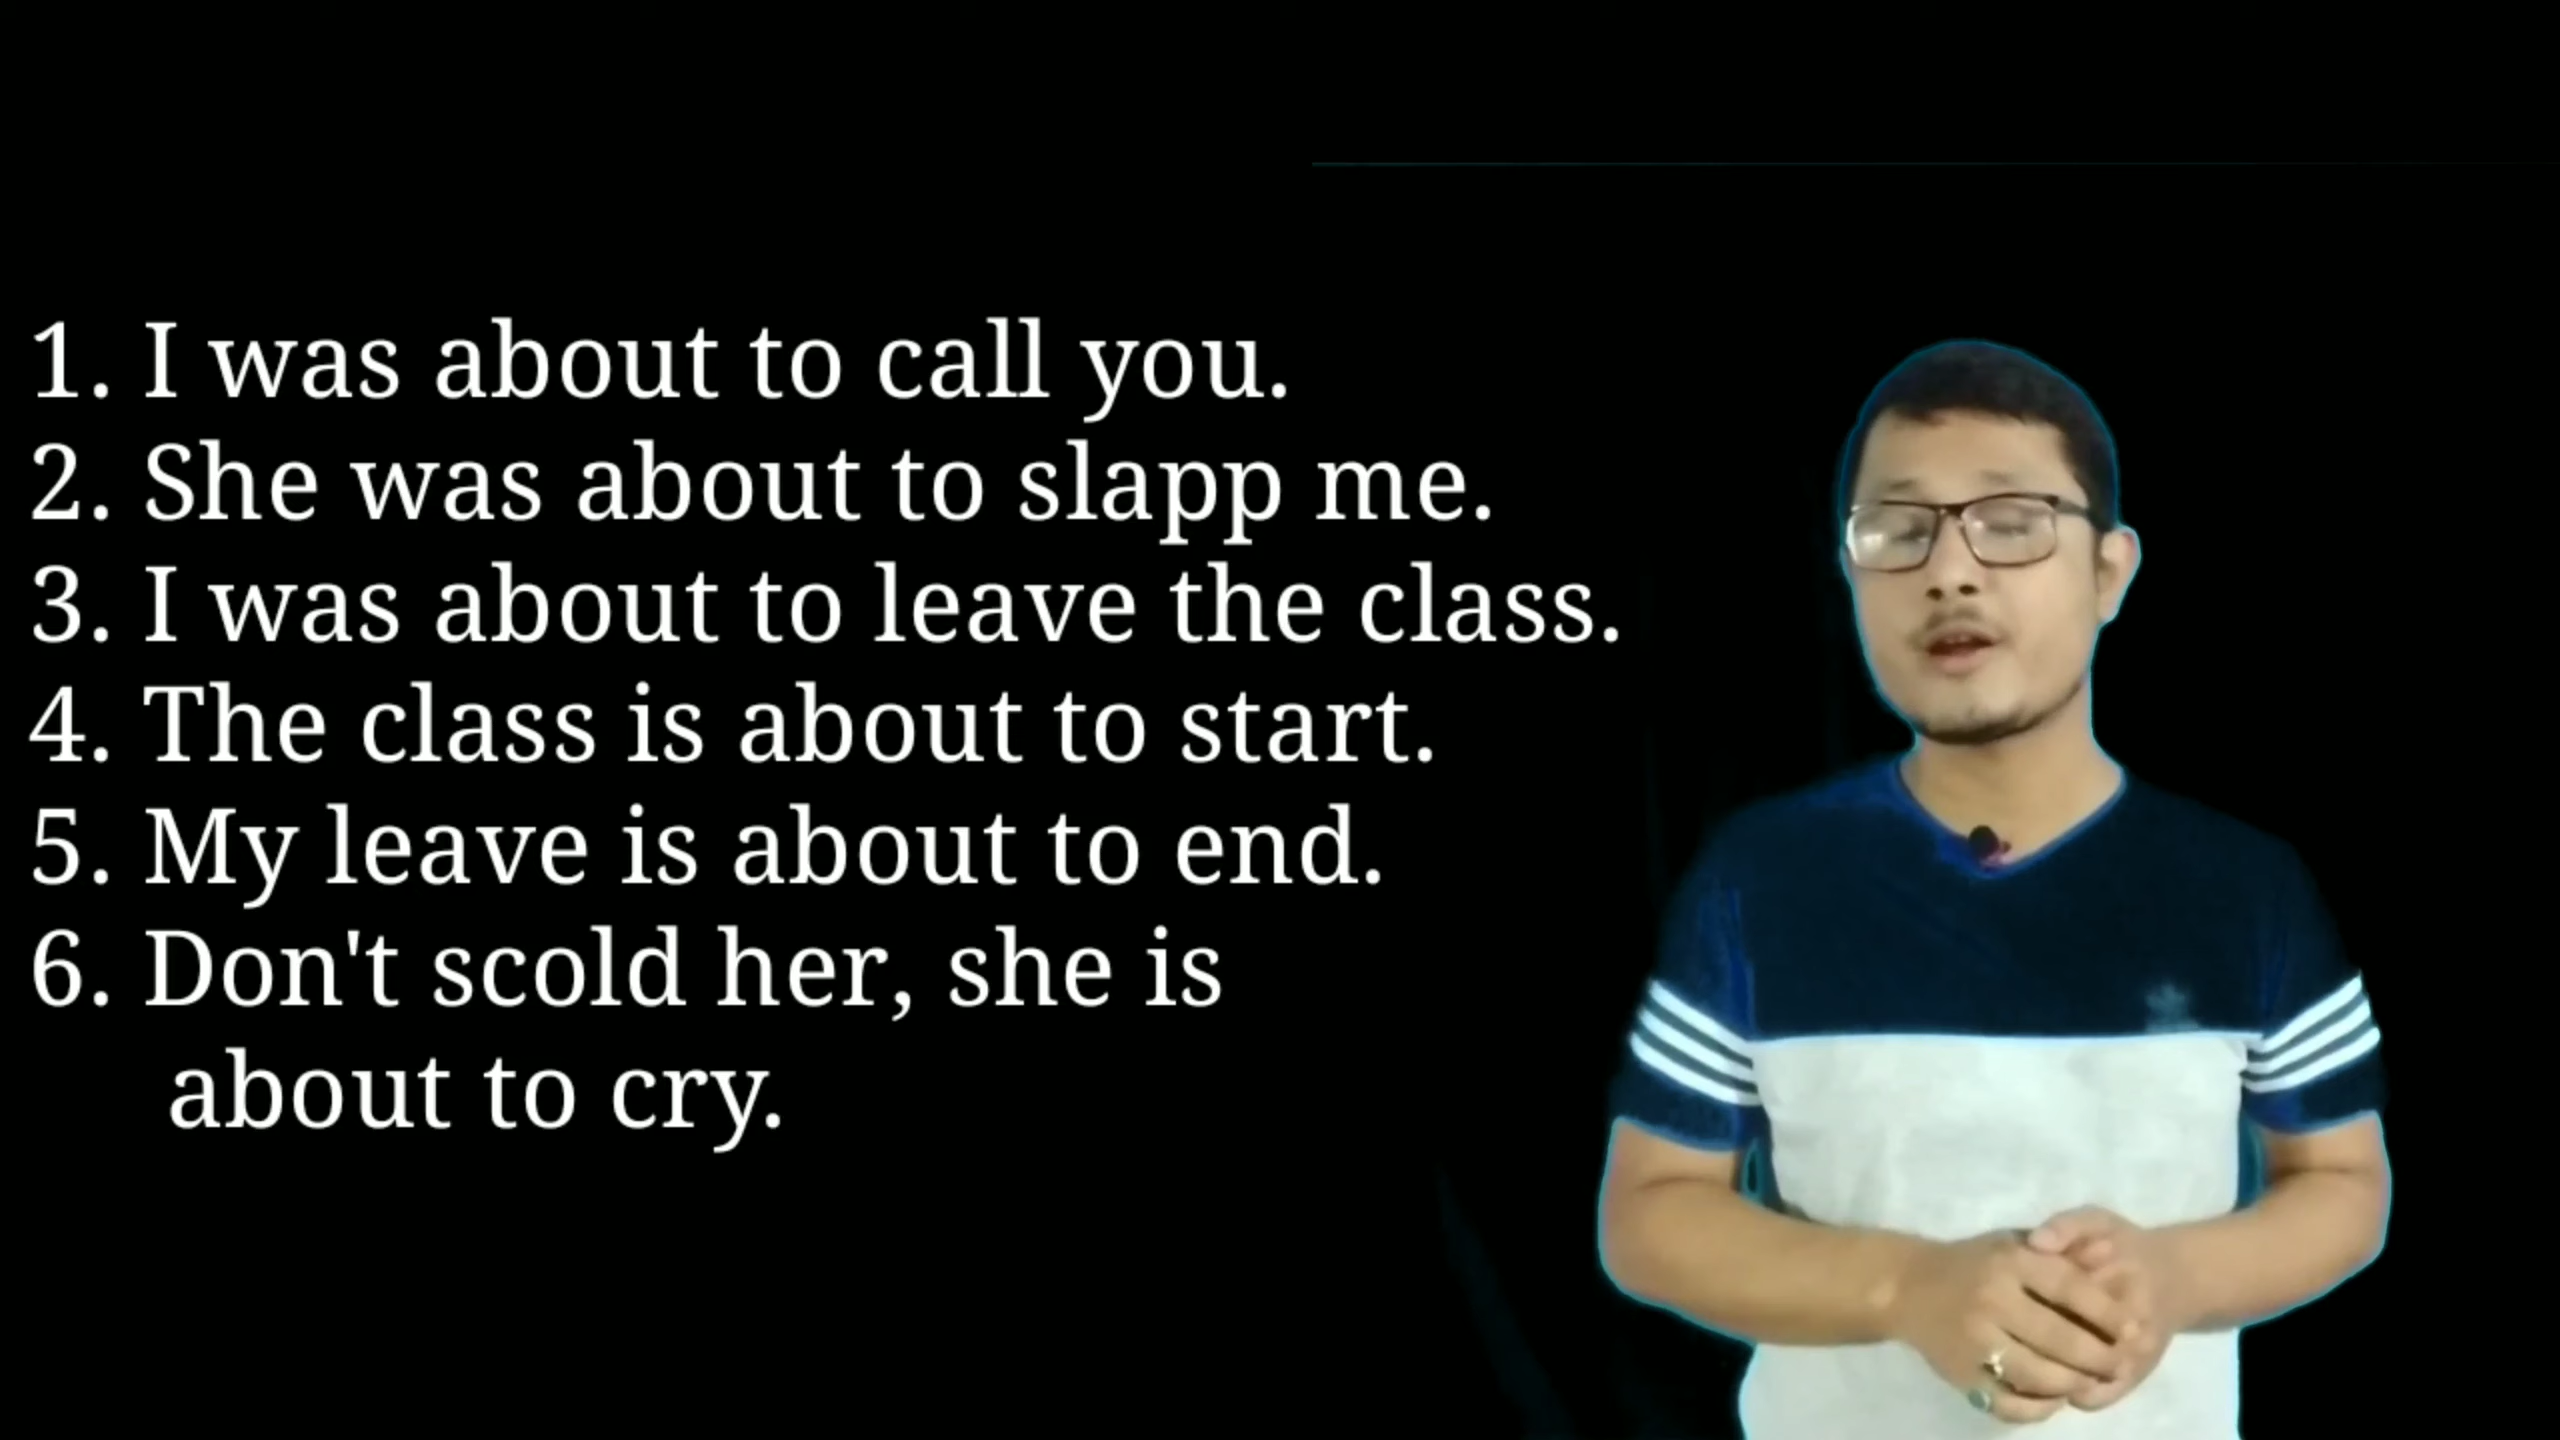 1. I was about to call you.
2. She was about to slapp me.
3. I was about to leave the class.
4. The class is about to start.
5. My leave is about to end.
6. Don't scold her, she is
about to cry.